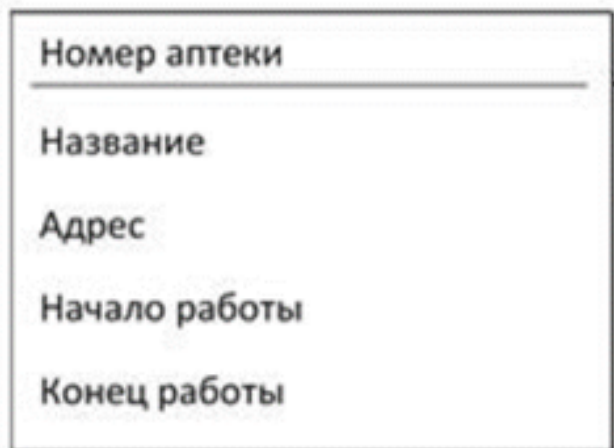 Номер аптеки
Название
Адрес
Начало работы
Конец работы